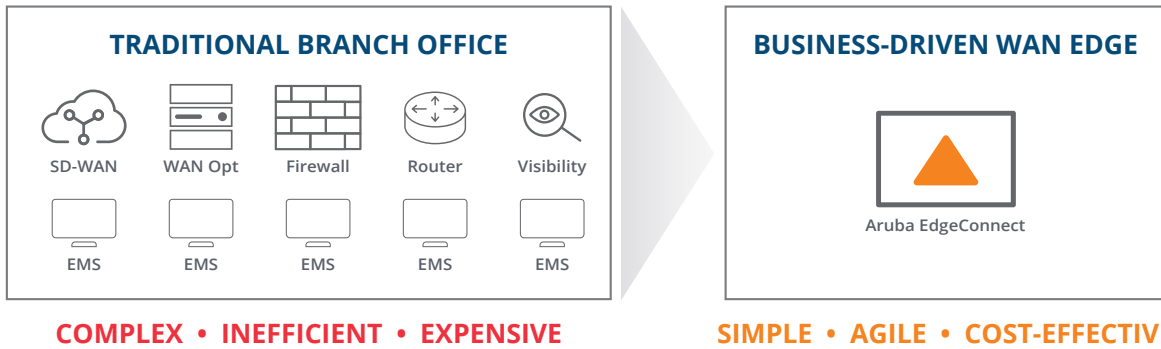 TRADITIONAL BRANCH OFFICE
SD-WAN
WAN Opt
Firewall
Router
Visibility
EMS
EMS
EMS
EMS
EMS
COMPLEX • INEFFICIENT • EXPENSIVE
BUSINESS-DRIVEN WAN EDGE
Aruba EdgeConnect
SIMPLE • AGILE • COST-EFFECTIV